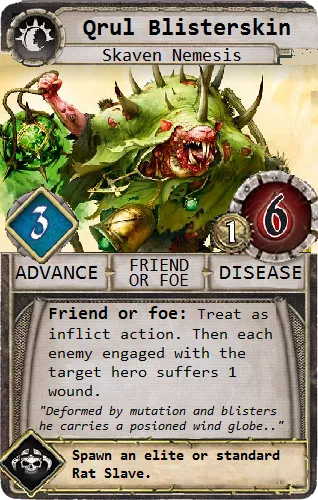 Qrul Blisterskin
Skaven Nemesis
3
1
6
ADVANCE
FRIEND
OR FOE
DISEASE
Friend or foe: Treat as
inflict action. Then each
enemy engaged with the
target hero suffers 1
wound.
"Deformed by mutation and blisters
he carries a posioned wind globe.."
Spawn an elite or standard
Rat Slave.